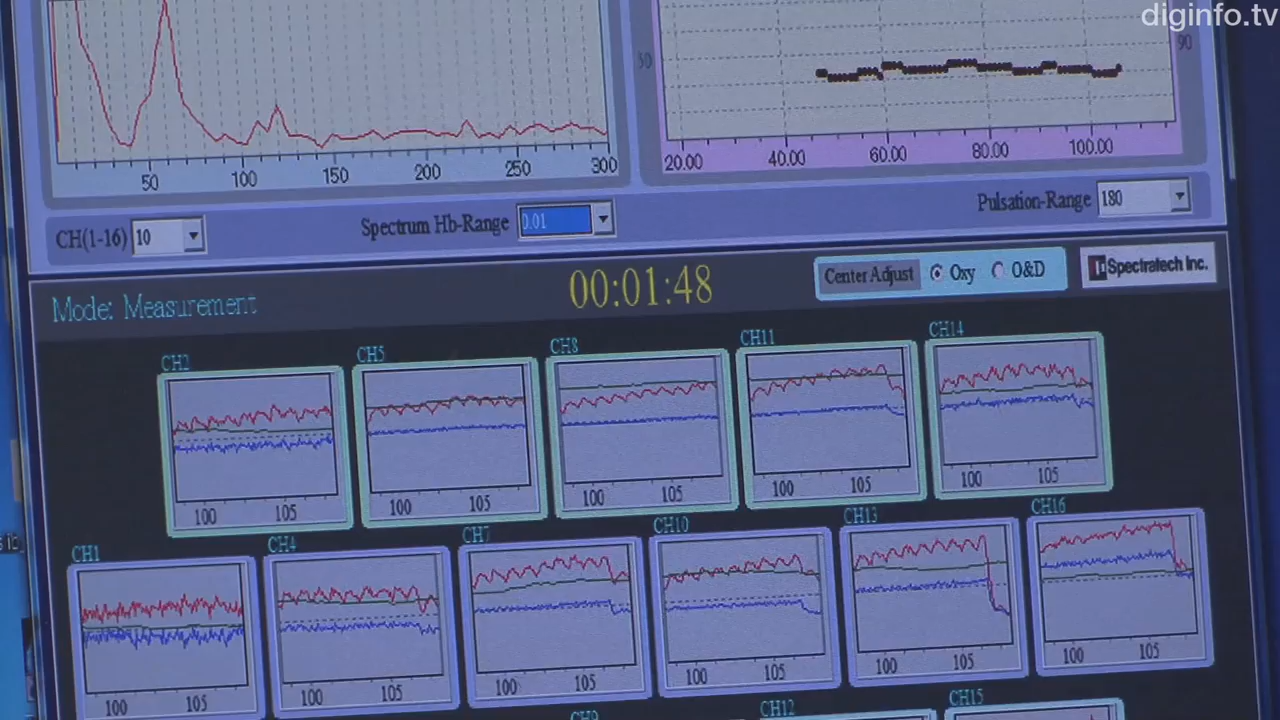 diginfo.tv
90
50 100 150 200 250 300
20.00 40.00 60.00 80.00 100.00
CH(1-16) 10 Spectrum Hb-Range 0.01 Pulsation-Range 180
Mode: Measurement 00:01:48 Center Adjust Oxy O&D Spectratech Inc.
CH2 CH5 CH8 CH11 CH14
100 105 100 105 100 105 100 105 100 105
CH1 CH4 CH7 CH10 CH13 CH16
100 105 100 105 100 105 100 105 100 105 100 105
CH9 CH12 CH15